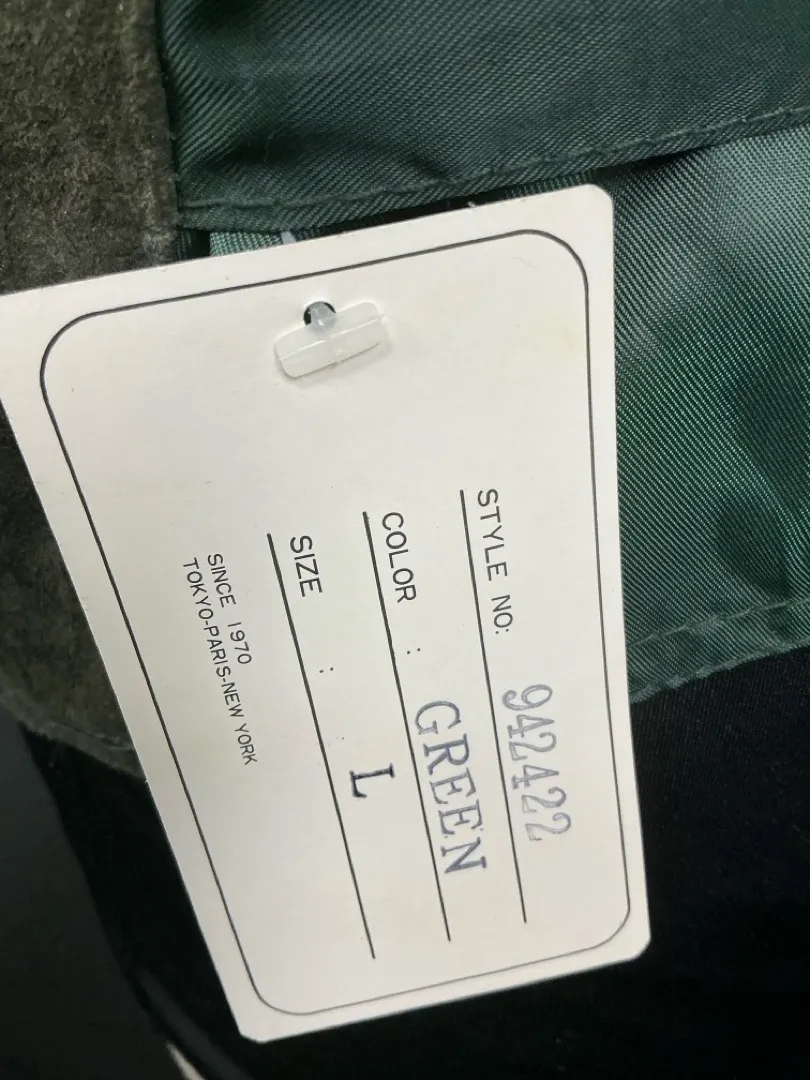 STYLE NO: 942422
COLOR : GREEN
SIZE : L
SINCE 1970
TOKYO-PARIS-NEW YORK